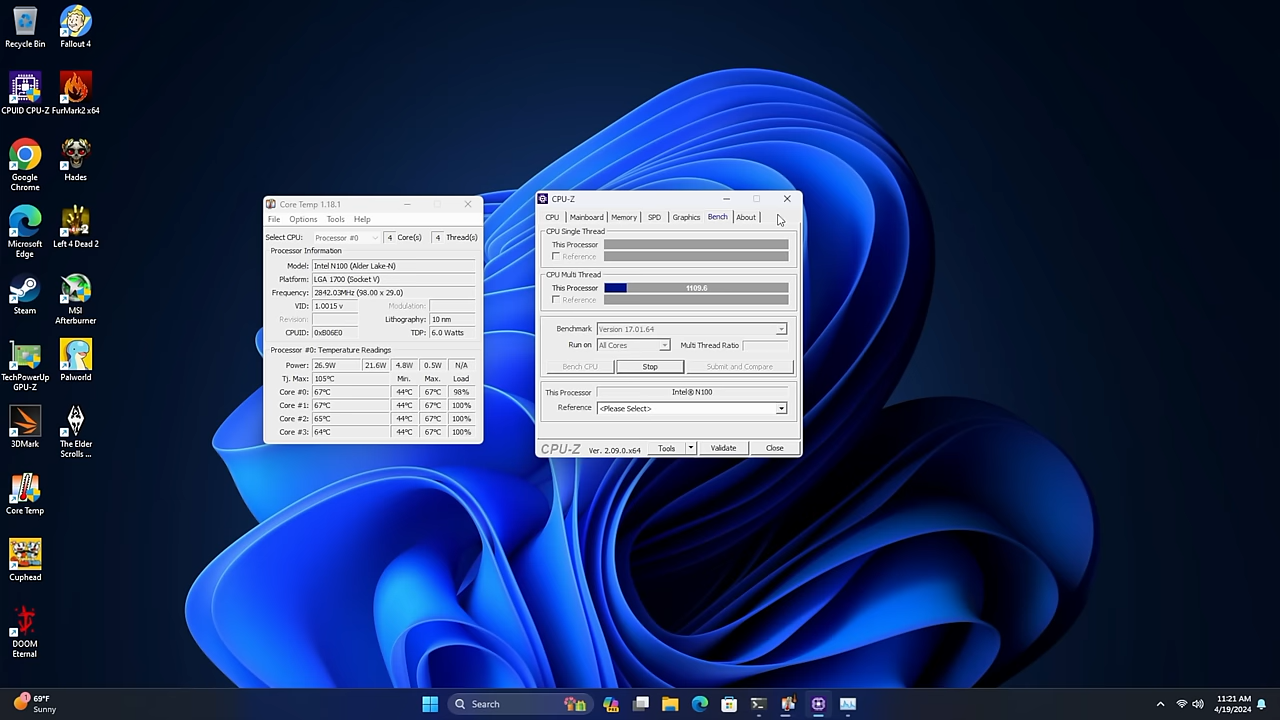 Recycle Bin
Fallout 4
CPUID CPU-Z
FurMark2 x64
Google
Chrome
Hades
Microsoft
Edge
Left 4 Dead 2
Steam
MSI
Afterburner
TechPowerUp
GPU-Z
Palworld
3DMark
The Elder
Scrolls ...
Core Temp
Cuphead
DOOM
Eternal
Core Temp 1.18.1
File Options Tools Help
Select CPU: Processor #0 4 Core(s) 4 Thread(s)
Processor Information
Model: Intel N100 (Alder Lake-N)
Platform: LGA 1700 (Socket V)
Frequency: 2842.03MHz (98.00 x 29.0)
VID: 1.0015 v Modulation:
Revision: Lithography: 10 nm
CPUID: 0xB06E0 TDP: 6.0 Watts
Processor #0: Temperature Readings
Power: 26.9W 21.6W 4.8W 0.5W N/A
Tj. Max: 105°C Min. Max. Load
Core #0: 67°C 44°C 67°C 98%
Core #1: 67°C 44°C 67°C 100%
Core #2: 65°C 44°C 67°C 100%
Core #3: 64°C 44°C 67°C 100%
CPU-Z
CPU Mainboard Memory SPD Graphics Bench About
CPU Single Thread
This Processor
Reference
CPU Multi Thread
This Processor 1109.6
Reference
Benchmark Version 17.01.64
Run on All Cores Multi Thread Ratio
Bench CPU Stop Submit and Compare
This Processor Intel® N100
Reference <Please Select>
CPU-Z Ver. 2.09.0.x64 Tools Validate Close
1
69°F
Sunny
Search
11:21 AM
4/19/2024